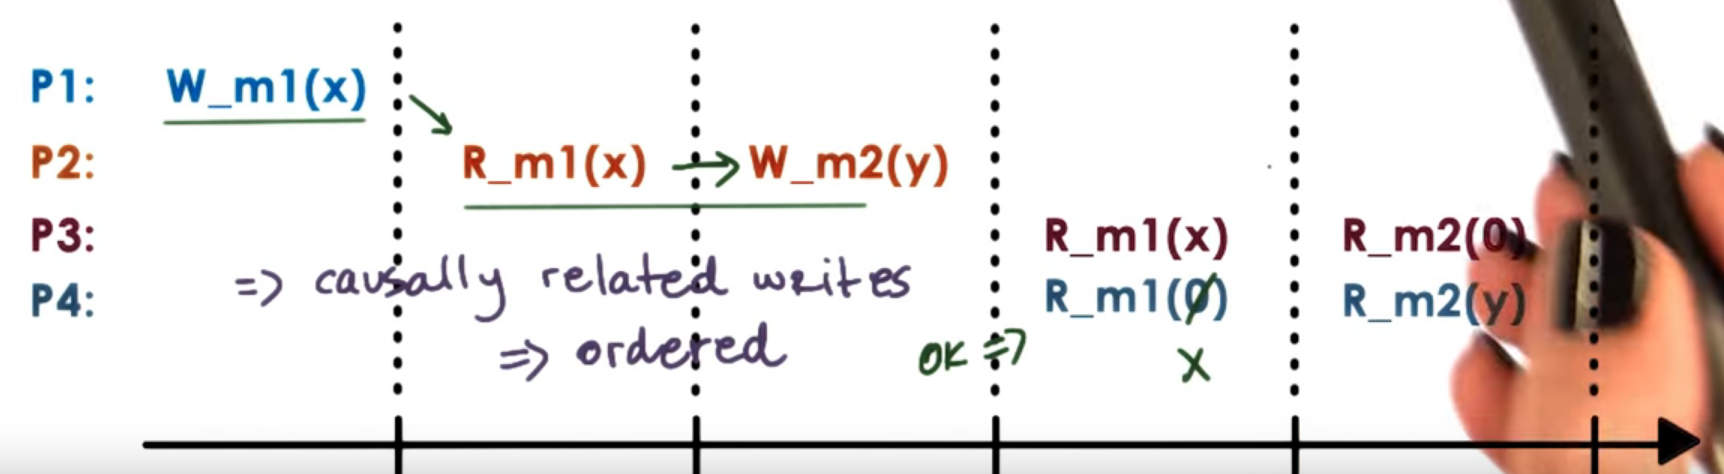 P1: W_m1(x)
P2: R_m1(x) → W_m2(y)
P3: R_m1(x) R_m2(0)
=> causally related writes
P4: R_m1(0) R_m2(y)
=> ordered
OK => x